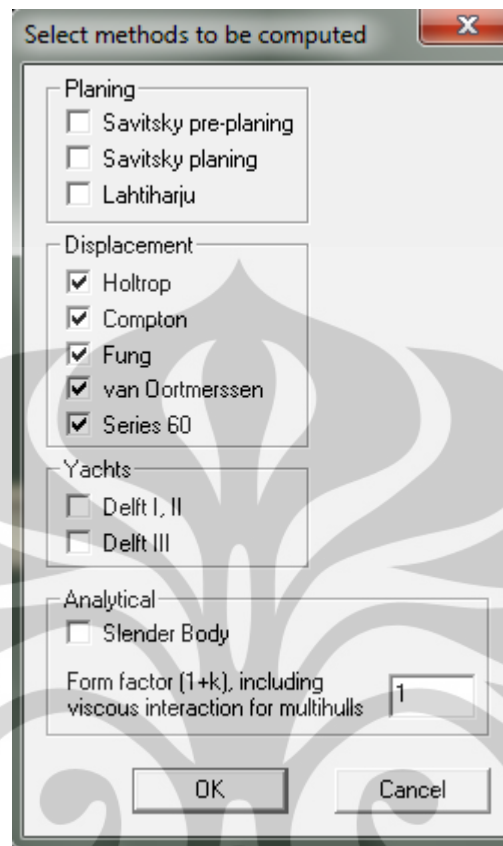 Select methods to be computed
Planing
Savitsky pre-planing
Savitsky planing
Lahtiharju
Displacement
Holtrop
Compton
Fung
van Oortmerssen
Series 60
Yachts
Delft I, II
Delft III
Analytical
Slender Body
Form factor (1+k), including
viscous interaction for multihulls
1
OK
Cancel